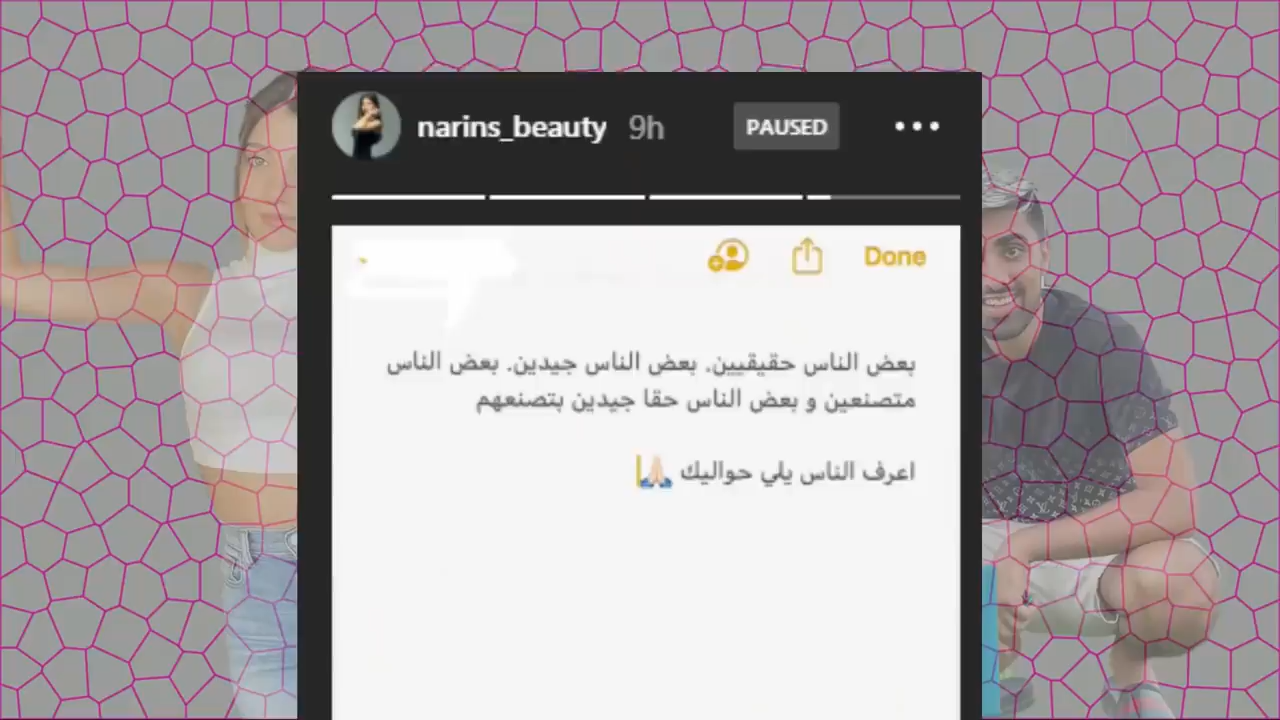 narins_beauty 9h PAUSED
Done
بعض الناس حقيقيين. بعض الناس جيدين. بعض الناس
متصنعين و بعض الناس حقا جيدين بتصنعهم
اعرف الناس يلي حواليك 🙏🏻